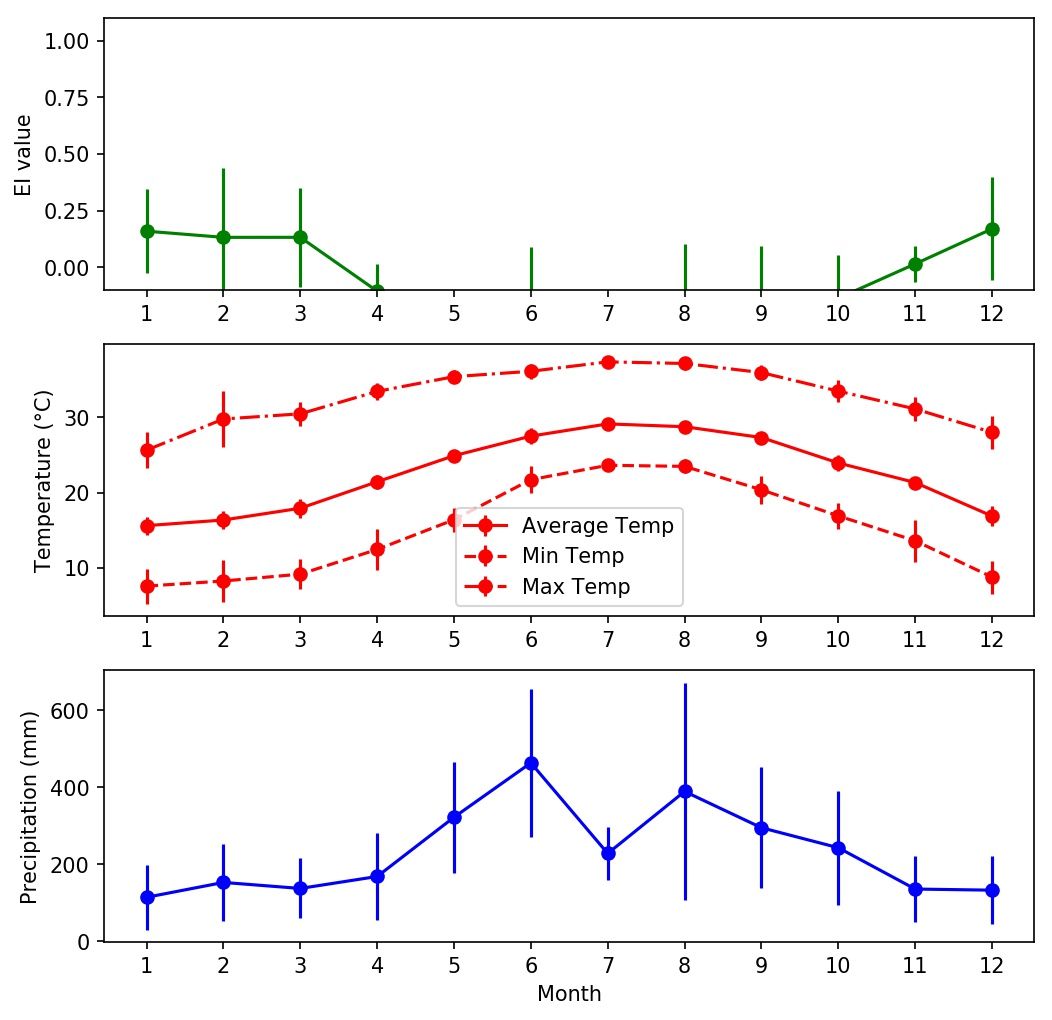 EI value
1.00
0.75
0.50
0.25
0.00
1 2 3 4 5 6 7 8 9 10 11 12
Temperature (°C)
30
20
10
Average Temp
Min Temp
Max Temp
1 2 3 4 5 6 7 8 9 10 11 12
Precipitation (mm)
600
400
200
0
1 2 3 4 5 6 7 8 9 10 11 12
Month